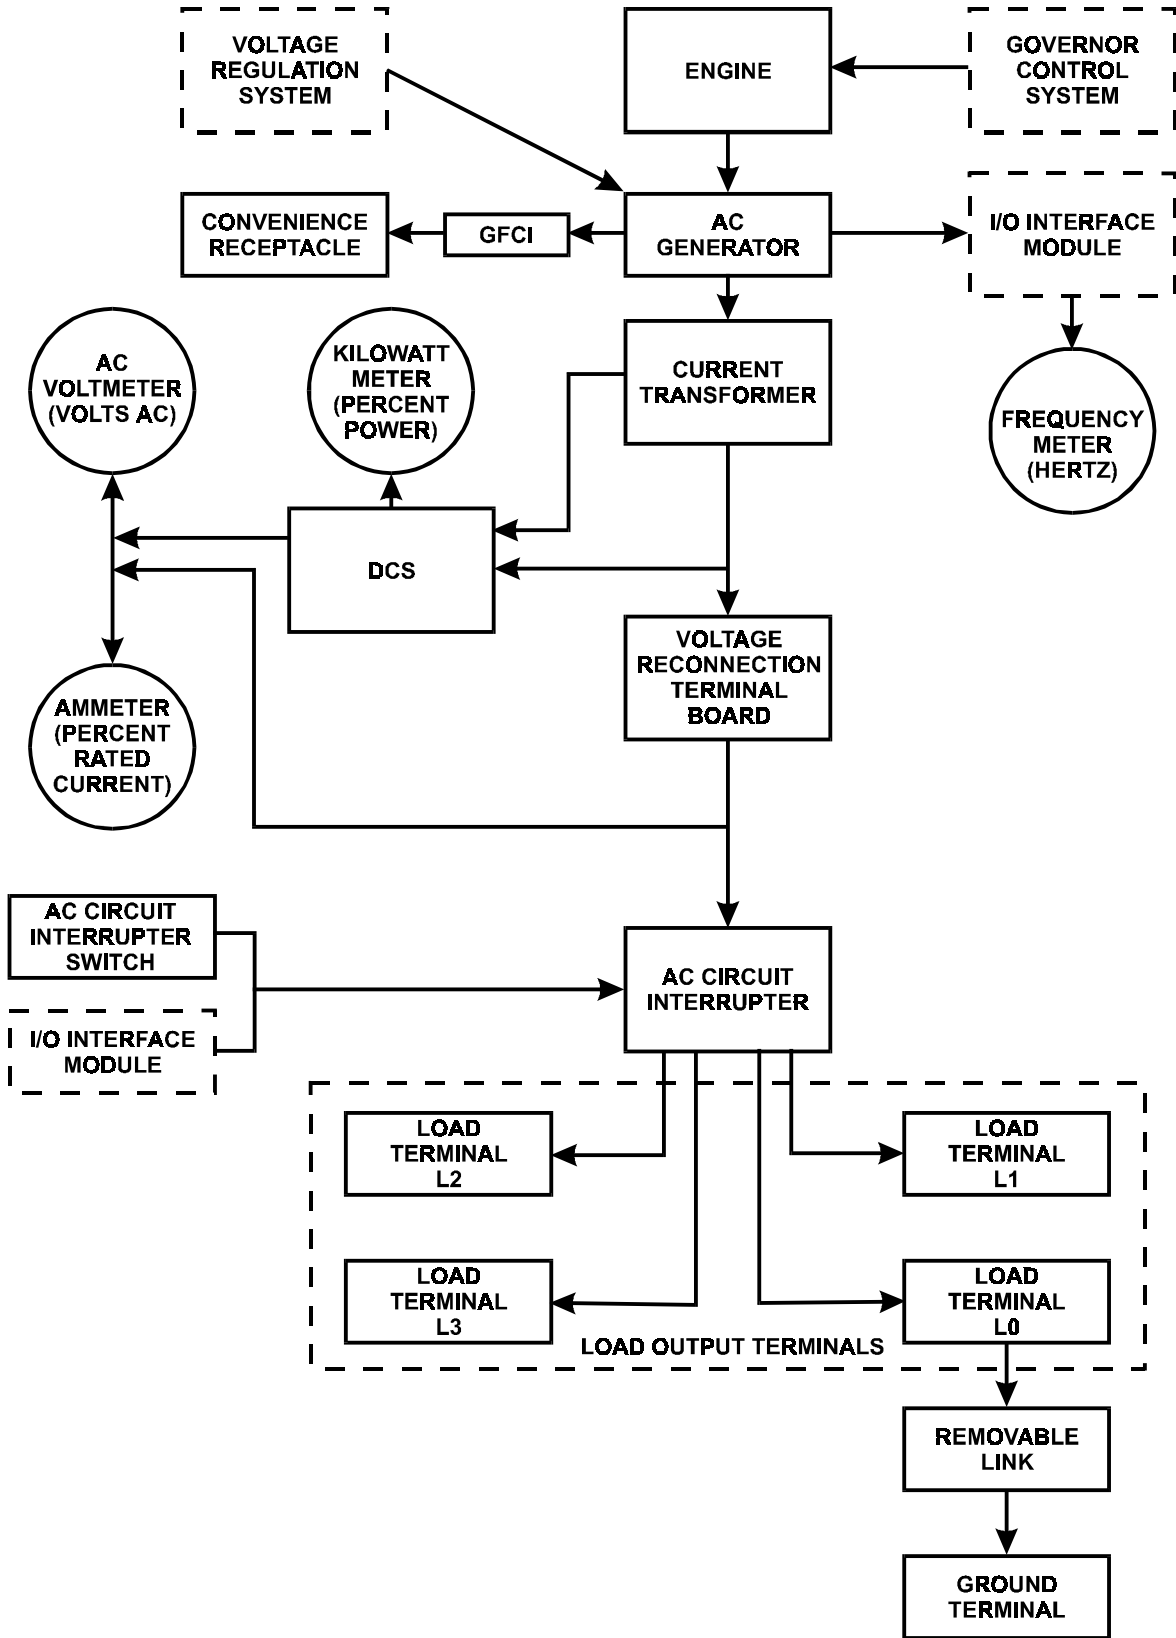 VOLTAGE
REGULATION
SYSTEM
ENGINE
GOVERNOR
CONTROL
SYSTEM
CONVENIENCE
RECEPTACLE
GFCI
AC
GENERATOR
I/O INTERFACE
MODULE
AC
VOLTMETER
(VOLTS AC)
KILOWATT
METER
(PERCENT
POWER)
CURRENT
TRANSFORMER
FREQUENCY
METER
(HERTZ)
DCS
VOLTAGE
RECONNECTION
TERMINAL
BOARD
AMMETER
(PERCENT
RATED
CURRENT)
AC CIRCUIT
INTERRUPTER
SWITCH
AC CIRCUIT
INTERRUPTER
I/O INTERFACE
MODULE
LOAD
TERMINAL
L2
LOAD
TERMINAL
L1
LOAD
TERMINAL
L3
LOAD
TERMINAL
L0
LOAD OUTPUT TERMINALS
REMOVABLE
LINK
GROUND
TERMINAL